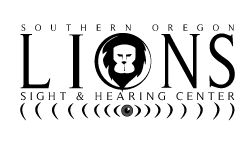 SOUTHERN OREGON
LIONS
SIGHT & HEARING CENTER